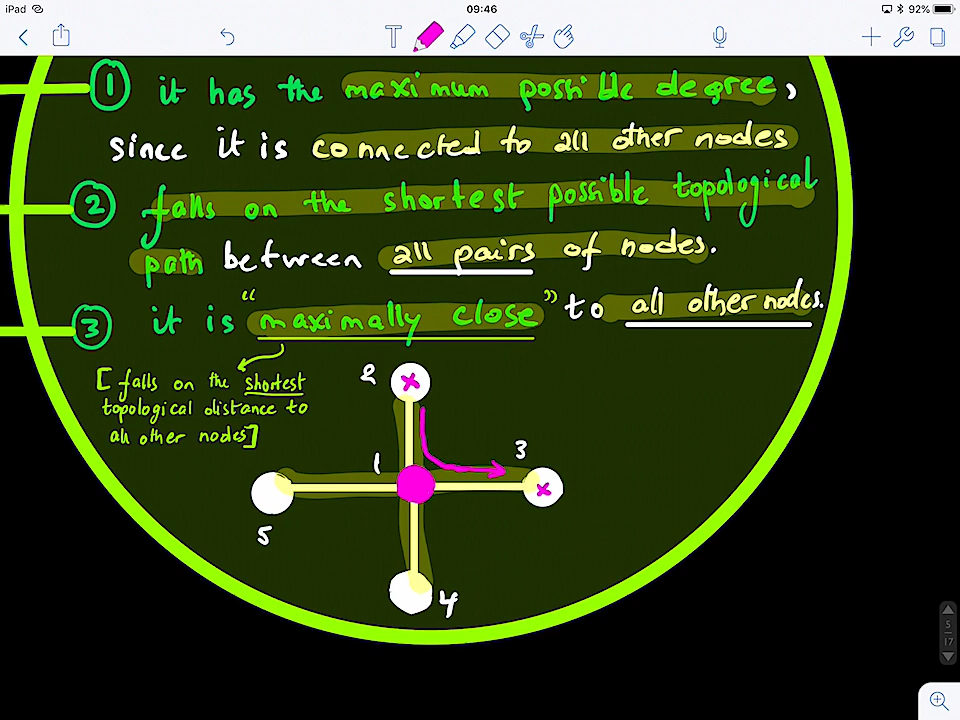 iPad
09:46
92%
T
① it has the maximum possible degree,
since it is connected to all other nodes
② falls on the shortest possible topological
path between all pairs of nodes.
③ it is "maximally close" to all other nodes.
[falls on the shortest
topological distance to
all other nodes]
2
1
3
5
4
5
17